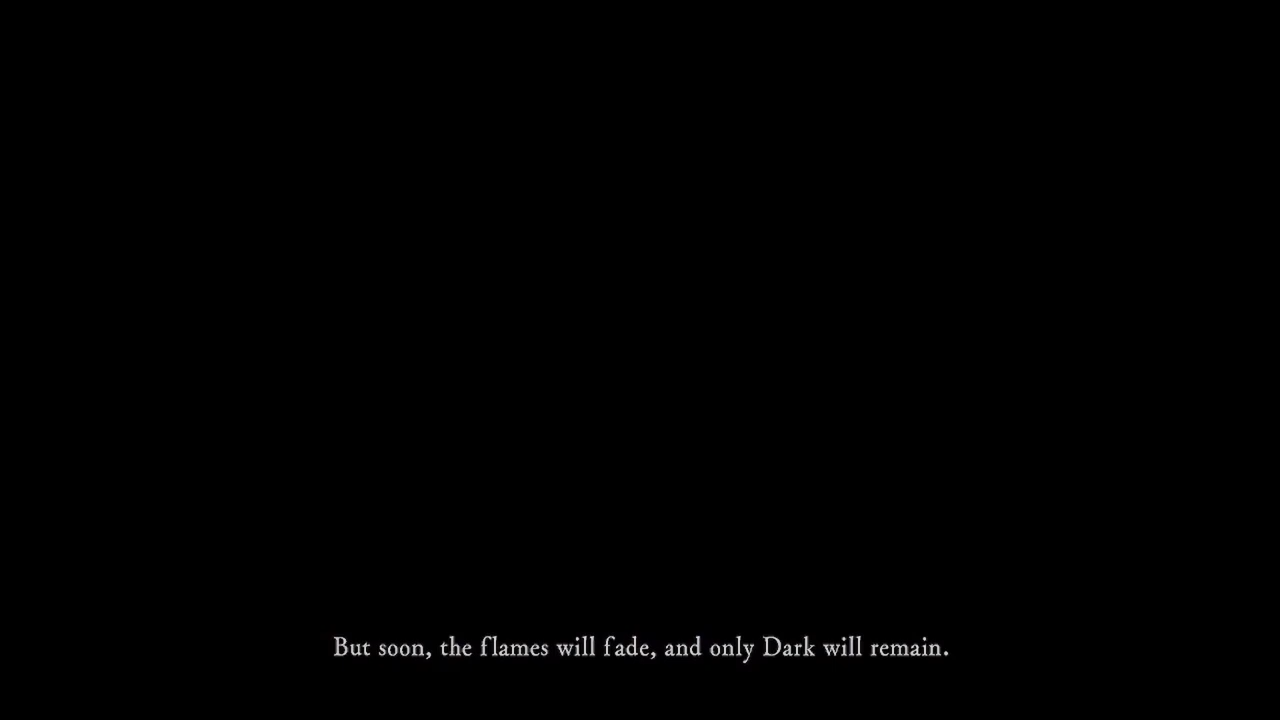 But soon, the flames will fade, and only Dark will remain.